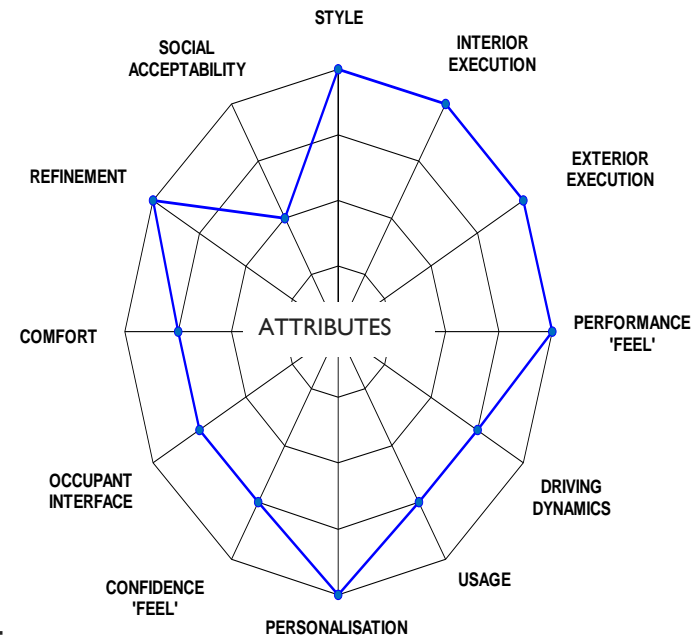 STYLE
INTERIOR
EXECUTION
EXTERIOR
EXECUTION
PERFORMANCE
'FEEL'
DRIVING
DYNAMICS
USAGE
PERSONALISATION
CONFIDENCE
'FEEL'
OCCUPANT
INTERFACE
COMFORT
REFINEMENT
SOCIAL
ACCEPTABILITY
ATTRIBUTES